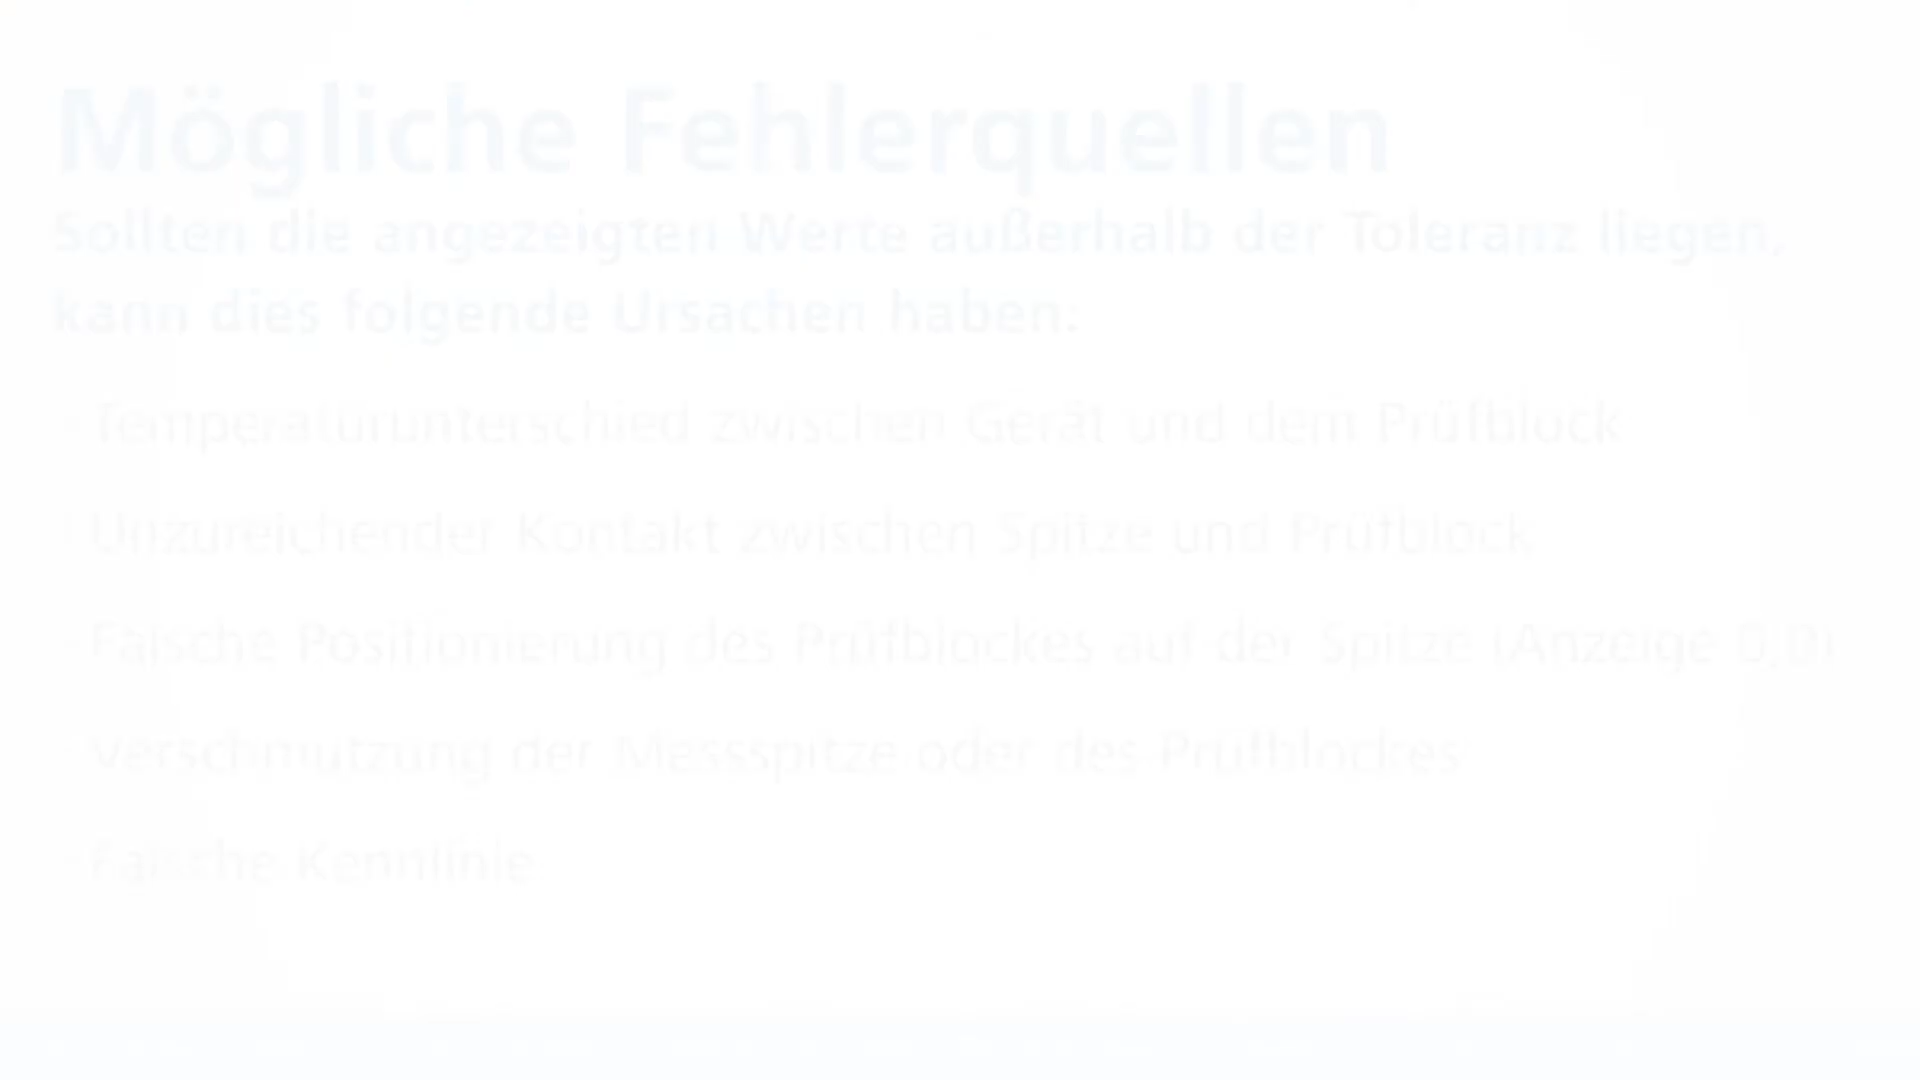 Mögliche Fehlerquellen
Sollten die angezeigten Werte außerhalb der Toleranz liegen,
kann dies folgende Ursachen haben:
- Temperaturunterschied zwischen Gerät und dem Prüfblock
- Unzureichender Kontakt zwischen Spitze und Prüfblock
- Falsche Positionierung des Prüfblockes auf der Spitze (Anzeige 0,0)
- Verschmutzung der Messspitze oder des Prüfblockes
- Falsche Kennlinie